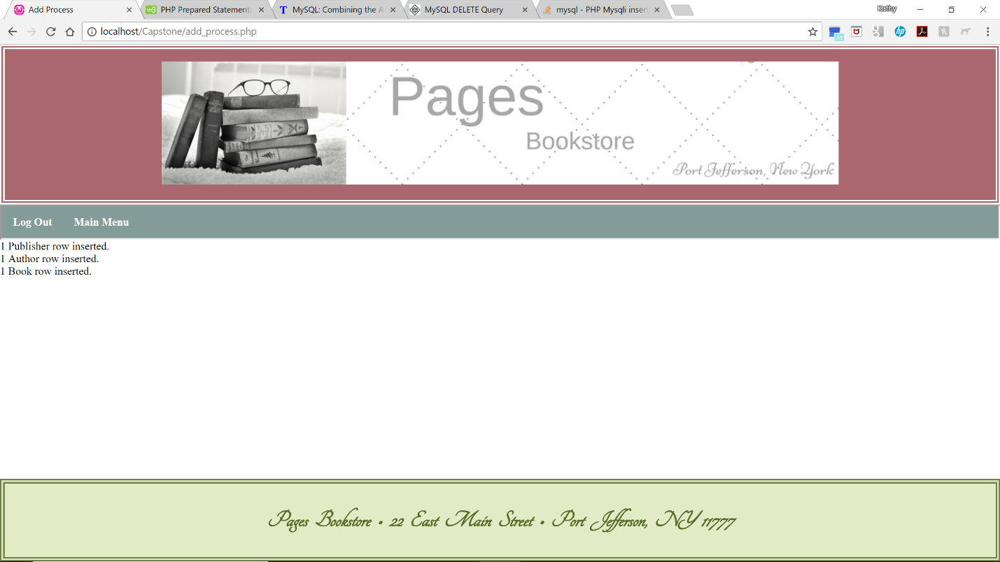 Add Process
PHP Prepared Statements
MySQL: Combining the A
MySQL DELETE Query
mysql - PHP Mysqli inser
Kathy
localhost/Capstone/add_process.php
Pages
Bookstore
Port Jefferson, New York
Log Out Main Menu
1 Publisher row inserted.
1 Author row inserted.
1 Book row inserted.
Pages Bookstore • 22 East Main Street • Port Jefferson, NY 11777